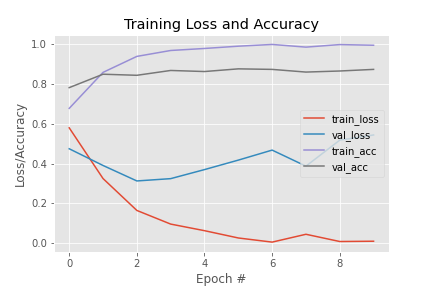 Training Loss and Accuracy
1.0
0.8
0.6
0.4
0.2
0.0
Loss/Accuracy
train_loss
val_loss
train_acc
val_acc
0 2 4 6 8
Epoch #